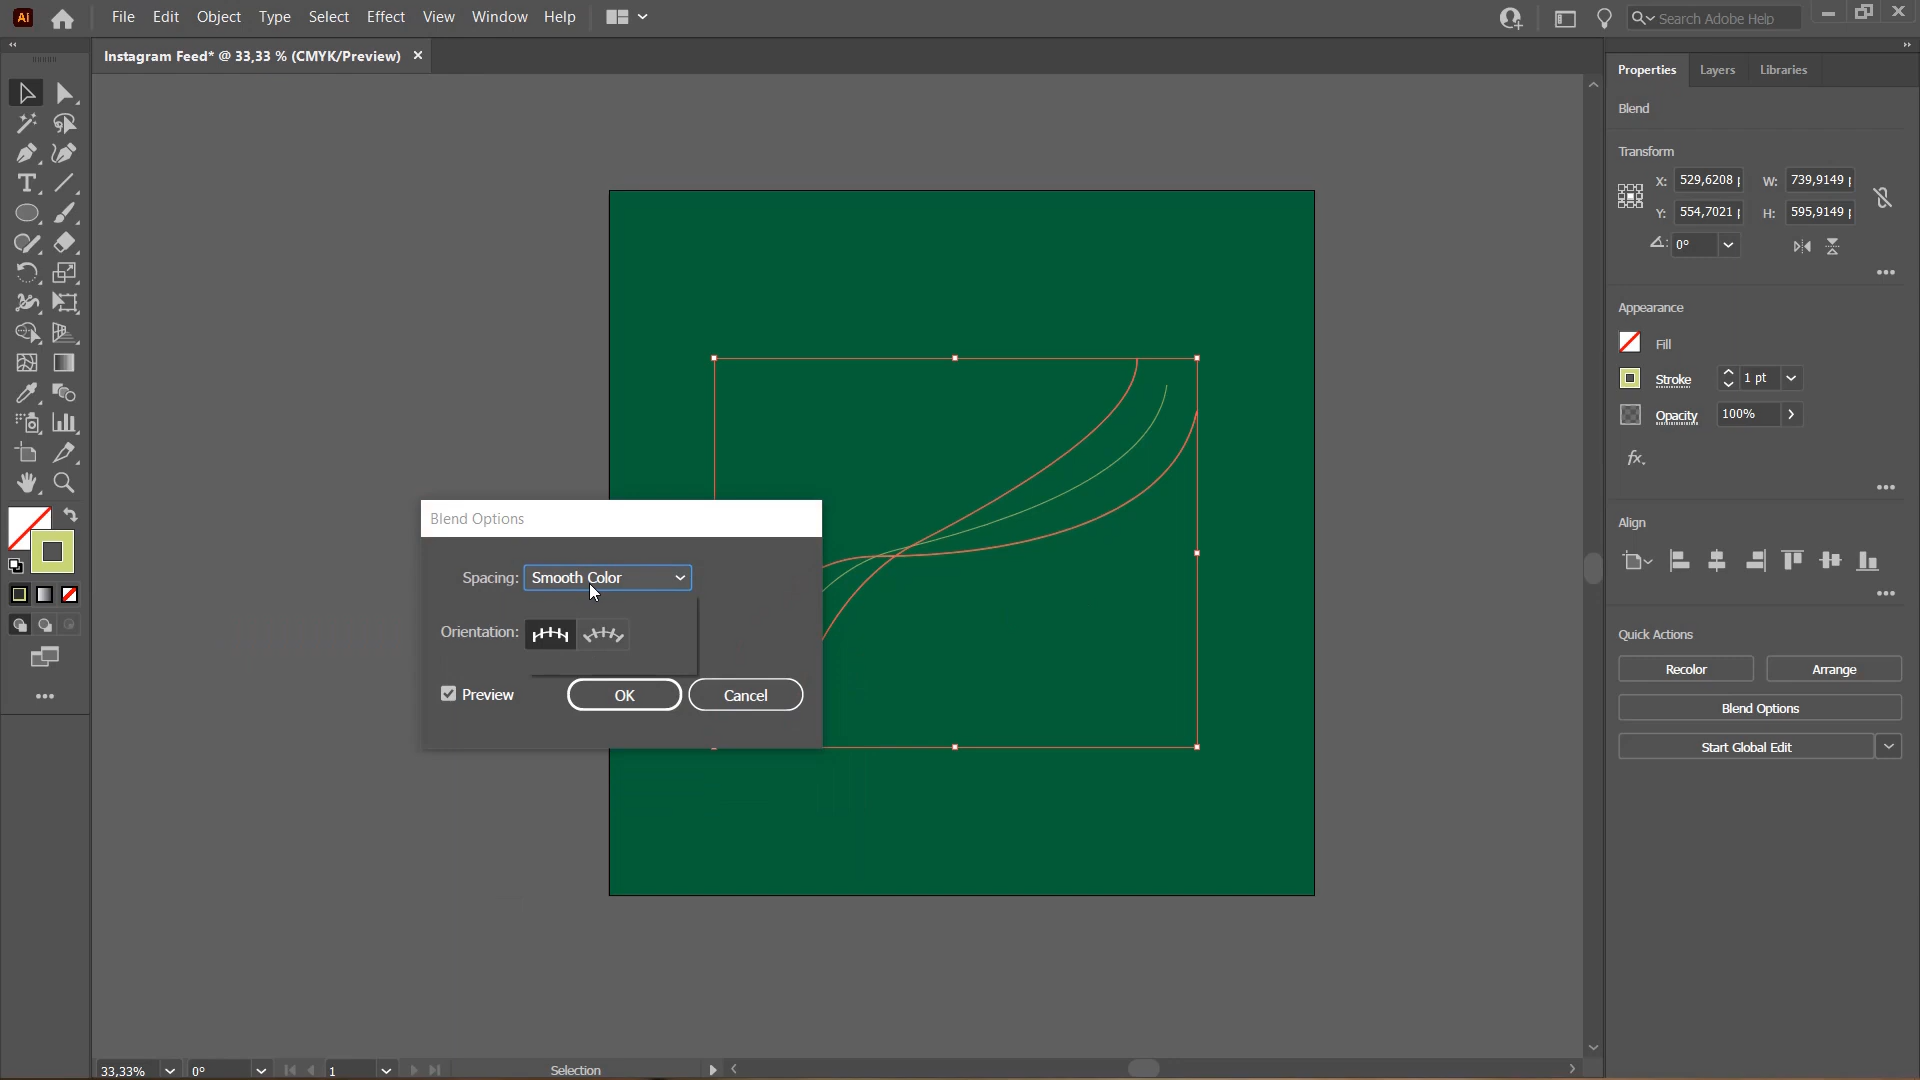 Ai File Edit Object Type Select Effect View Window Help Search Adobe Help
Instagram Feed* @ 33,33 % (CMYK/Preview)
Properties Layers Libraries
Blend
Transform
X: 529,6208 W: 739,9149
Y: 554,7021 H: 595,9149
0°
Appearance
Fill
Stroke 1 pt
Opacity 100%
fx
Align
Quick Actions
Recolor Arrange
Blend Options
Start Global Edit
Blend Options
Spacing: Smooth Color
Orientation:
Preview OK Cancel
33,33% 0° 1 Selection